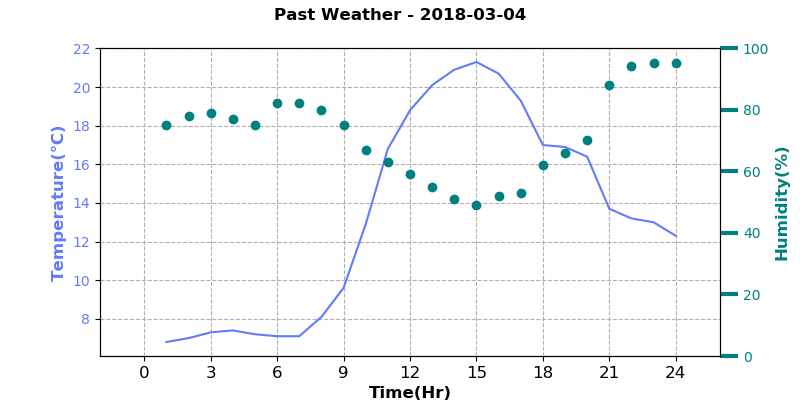 Past Weather - 2018-03-04
Temperature(°C)
22
20
18
16
14
12
10
8
100
80
60
40
20
0
Humidity(%)
0 3 6 9 12 15 18 21 24
Time(Hr)